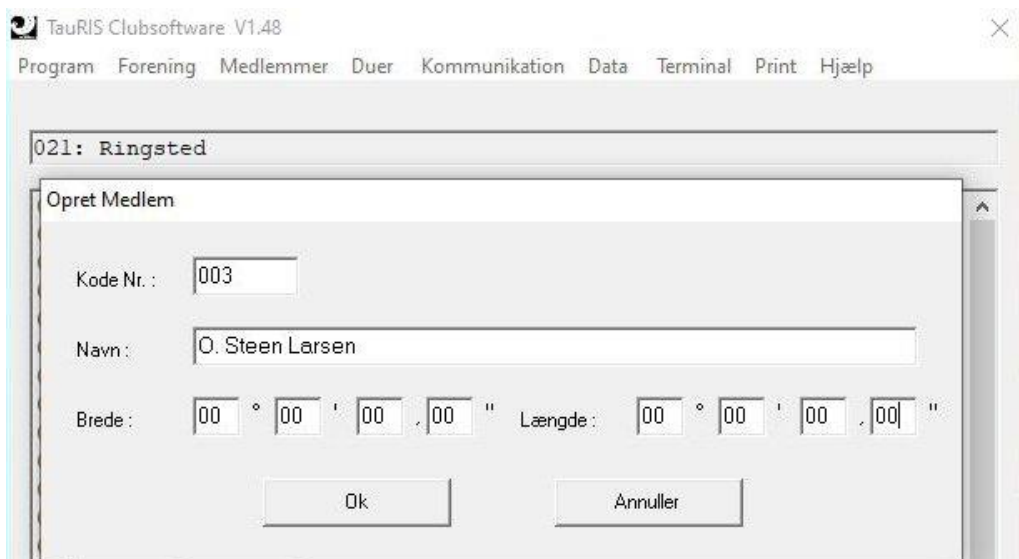 TauRIS Clubsoftware V1.48
Program Forening Medlemmer Duer Kommunikation Data Terminal Print Hjælp
021: Ringsted
Opret Medlem
Kode Nr. : 003
Navn : O. Steen Larsen
Brede : 00 ° 00 ' 00 , 00 " Længde : 00 ° 00 ' 00 , 00 "
Ok Annuller